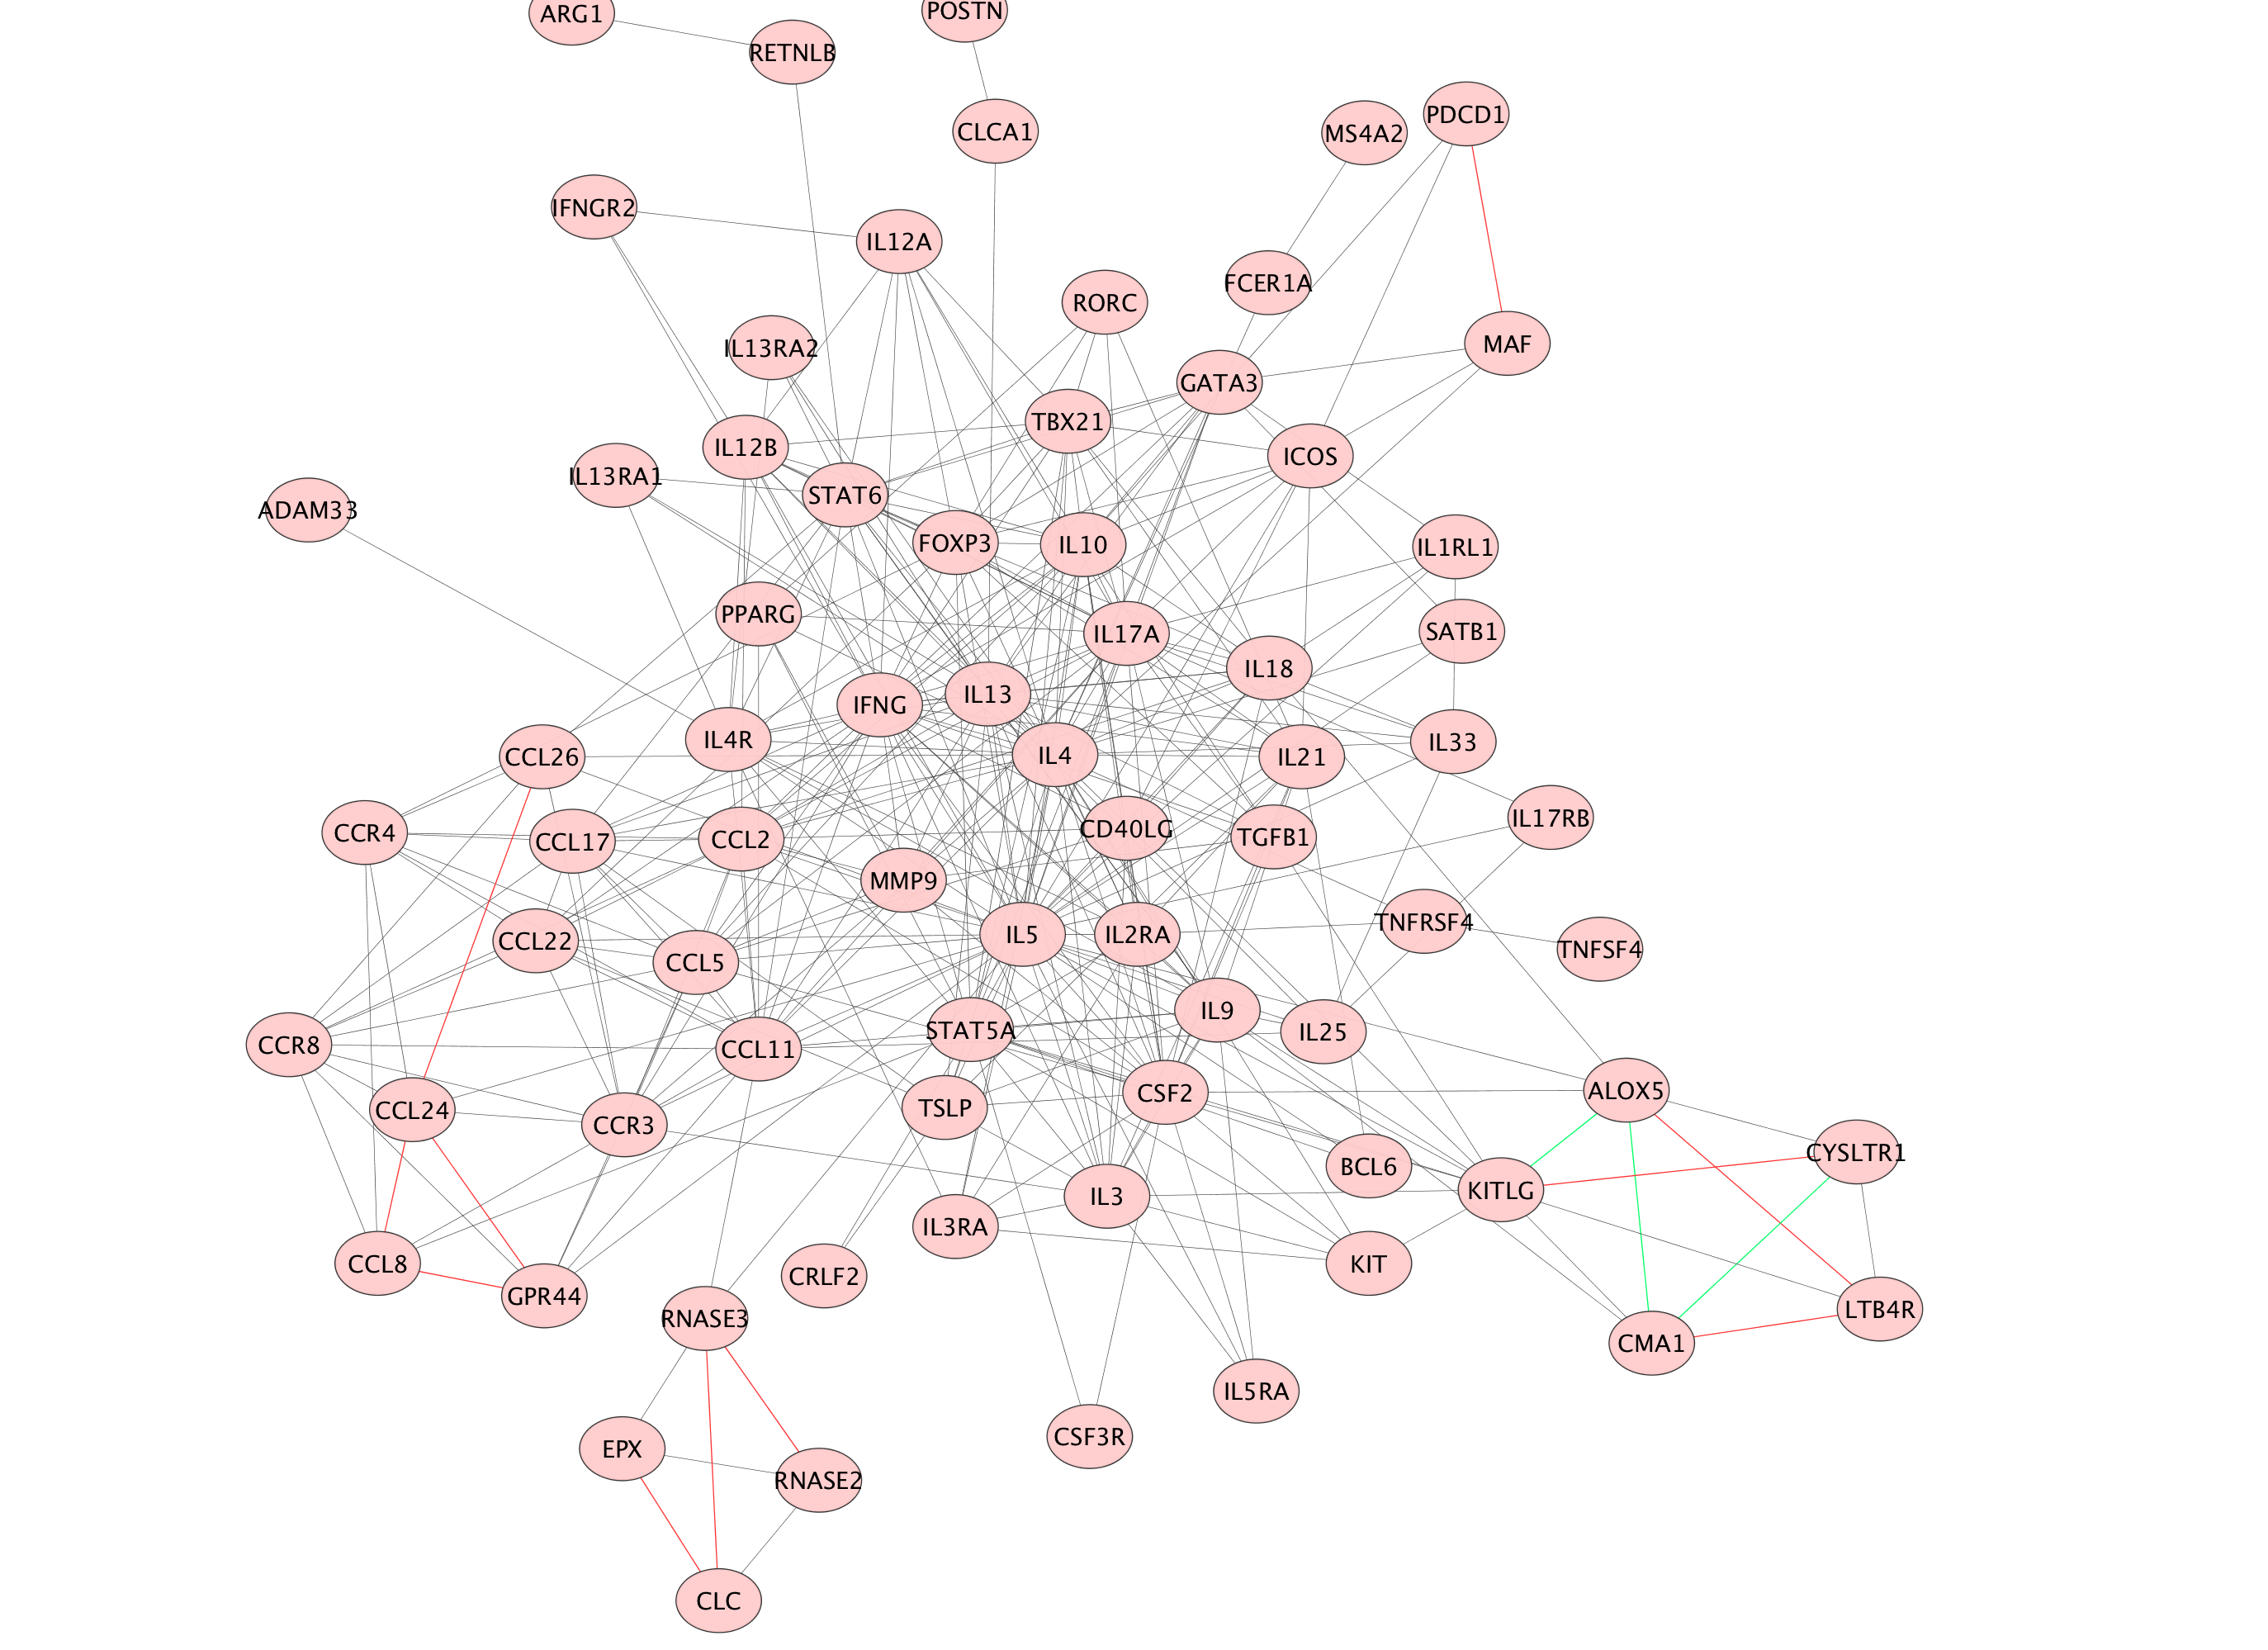 ARG1
POSTN
RETNLB
PDCD1
CLCA1
MS4A2
IFNGR2
IL12A
FCER1A
RORC
MAF
IL13RA2
GATA3
TBX21
IL12B
ICOS
IL13RA1
STAT6
ADAM33
FOXP3
IL10
IL1RL1
PPARG
IL17A
SATB1
IL18
IL13
IFNG
IL4R
IL33
CCL26
IL4
IL21
IL17RB
CCR4
CCL17
CCL2
CD40LG
TGFB1
MMP9
TNFRSF4
CCL22
IL5
IL2RA
TNFSF4
CCL5
IL9
STAT5A
IL25
CCR8
CCL11
ALOX5
CSF2
TSLP
CCL24
CCR3
CYSLTR1
BCL6
KITLG
IL3
IL3RA
CCL8
KIT
CRLF2
GPR44
LTB4R
RNASE3
CMA1
IL5RA
CSF3R
EPX
RNASE2
CLC